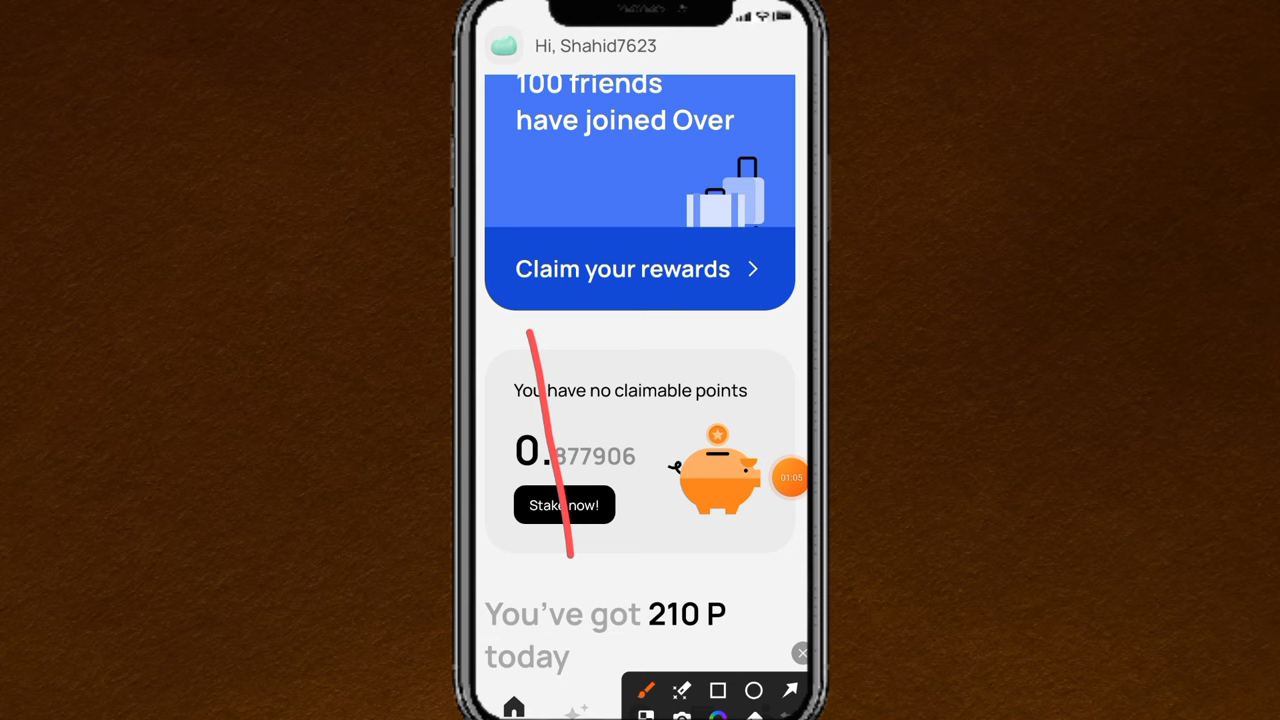 Hi, Shahid7623
100 friends
have joined Over
Claim your rewards
You have no claimable points
0.877906
Stake now!
01:05
You've got 210 P
today